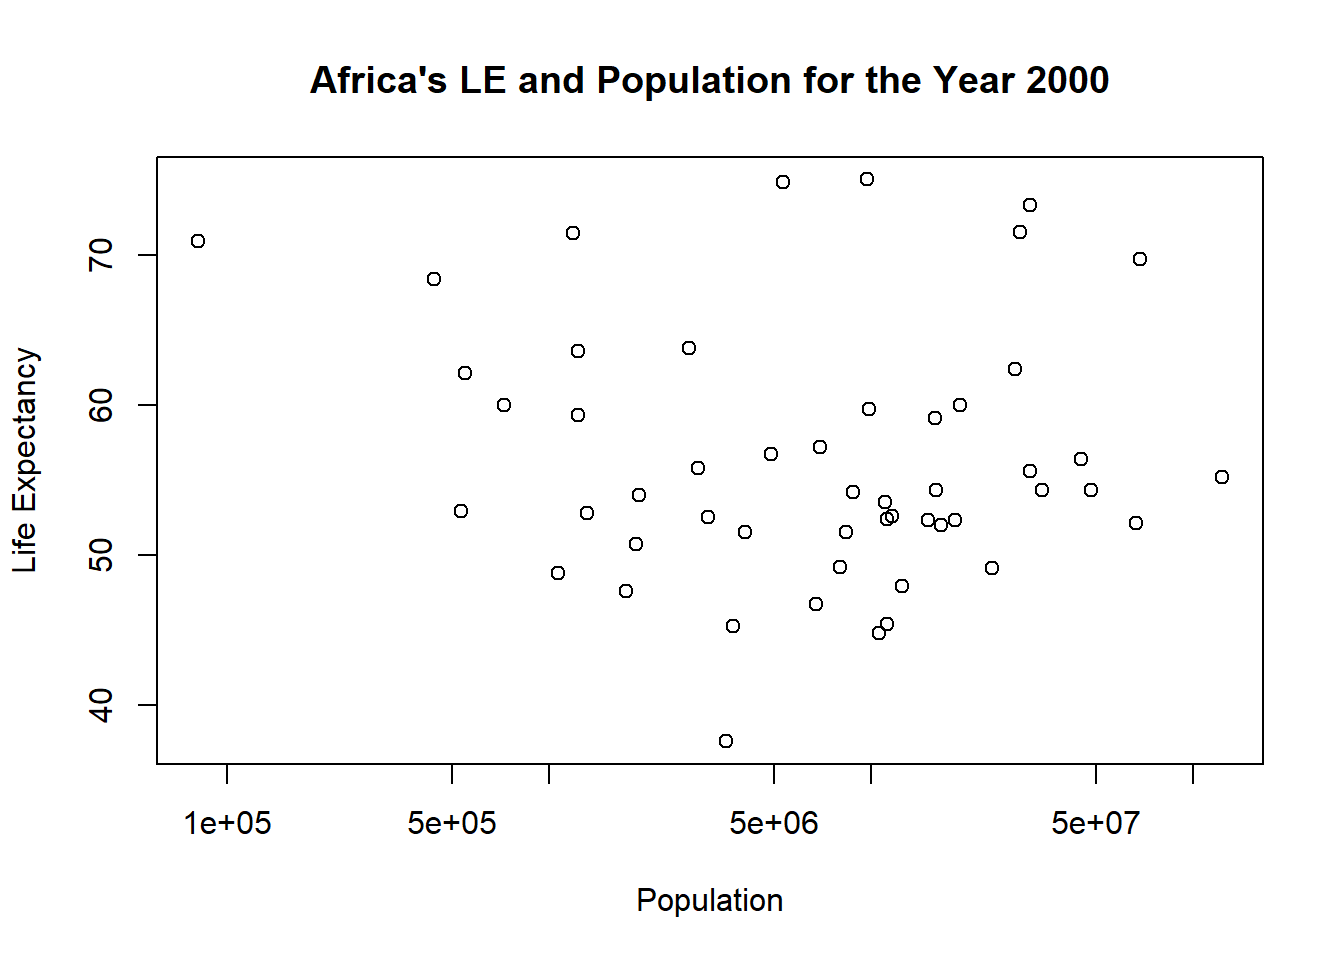 Africa's LE and Population for the Year 2000
Life Expectancy
70
60
50
40
1e+05 5e+05 5e+06 5e+07
Population